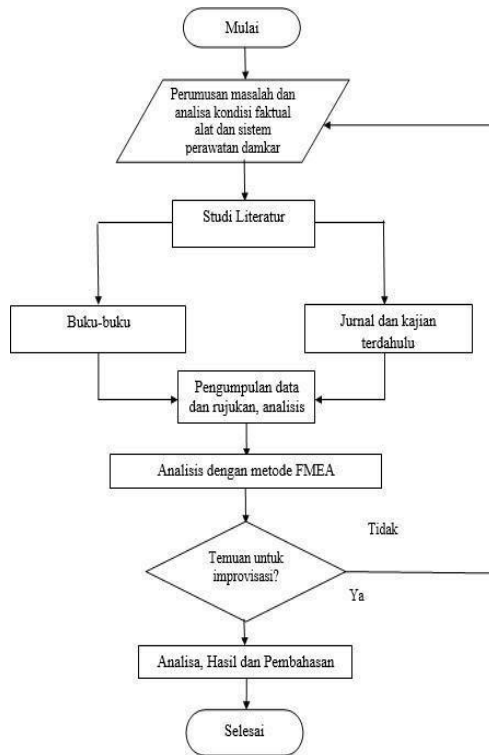 Mulai
Perumusan masalah dan
analisa kondisi faktual
alat dan sistem
perawatan damkar
Studi Literatur
Buku-buku
Jurnal dan kajian
terdahulu
Pengumpulan data
dan rujukan, analisis
Analisis dengan metode FMEA
Tidak
Temuan untuk
improvisasi?
Ya
Analisa, Hasil dan Pembahasan
Selesai